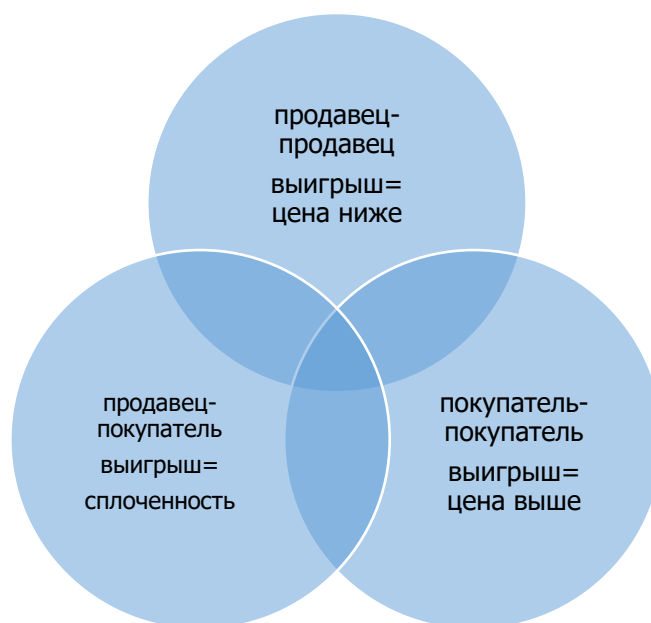 продавец-
продавец
выигрыш=
цена ниже
продавец-
покупатель
выигрыш=
сплоченность
покупатель-
покупатель
выигрыш=
цена выше